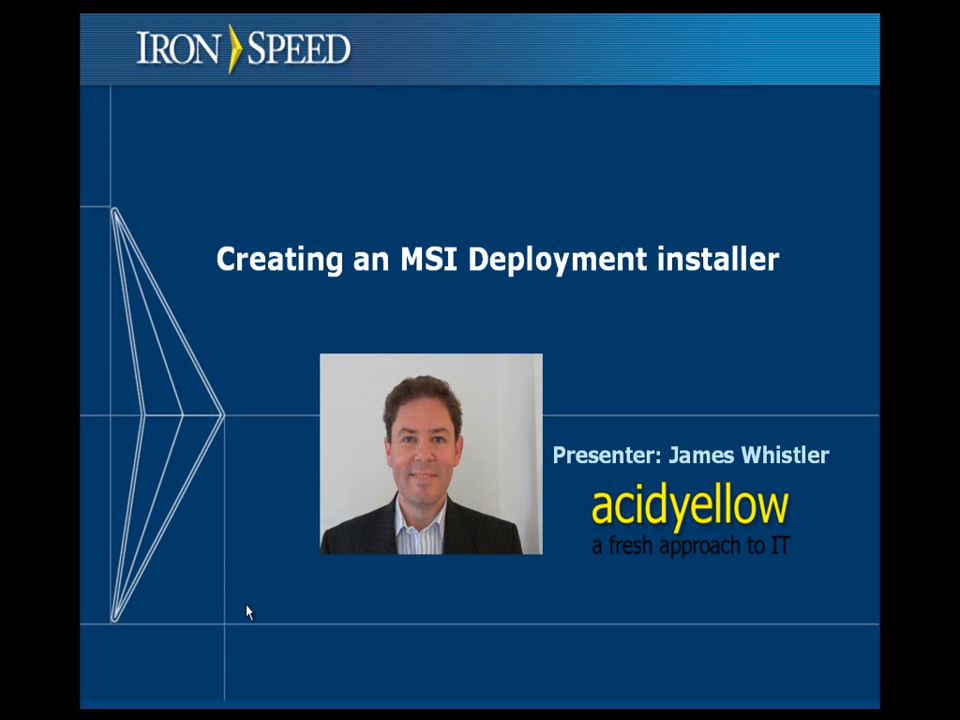 IRON SPEED
Creating an MSI Deployment installer
Presenter: James Whistler
acidyellow
a fresh approach to IT